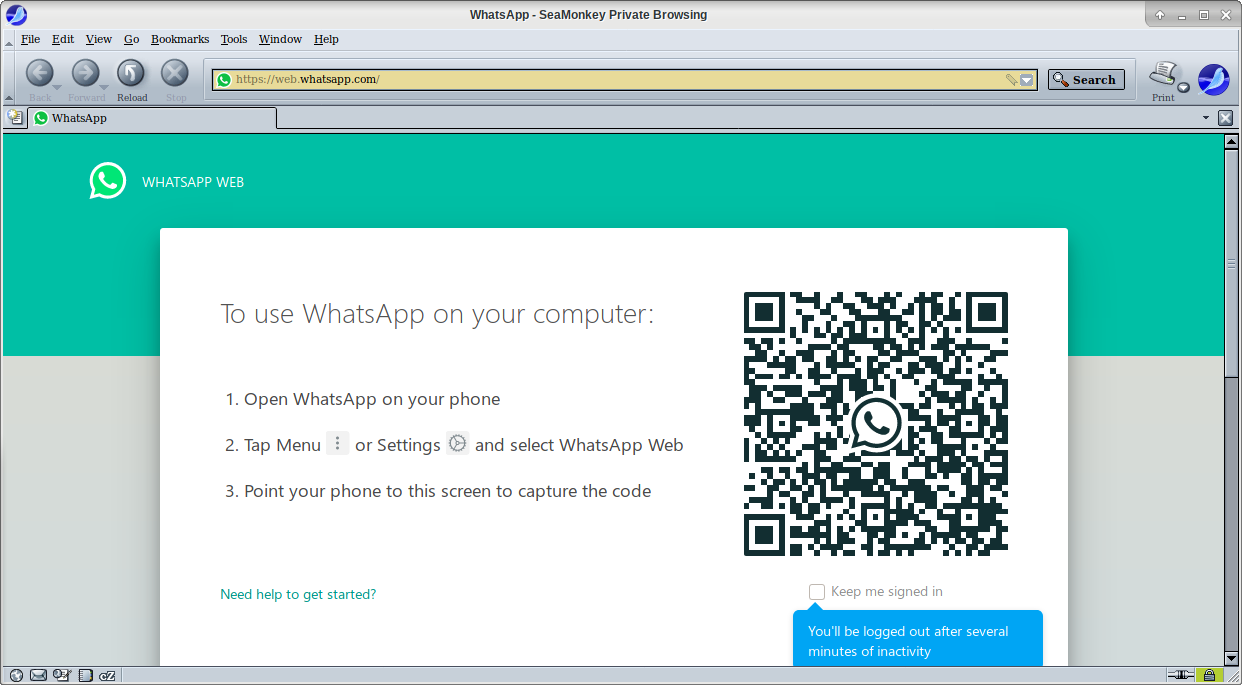 WhatsApp - SeaMonkey Private Browsing
File Edit View Go Bookmarks Tools Window Help
https://web.whatsapp.com/
Search
Back Forward Reload Stop
Print
WhatsApp
WHATSAPP WEB
To use WhatsApp on your computer:
1. Open WhatsApp on your phone
2. Tap Menu or Settings and select WhatsApp Web
3. Point your phone to this screen to capture the code
Need help to get started?
Keep me signed in
You'll be logged out after several
minutes of inactivity
cZ